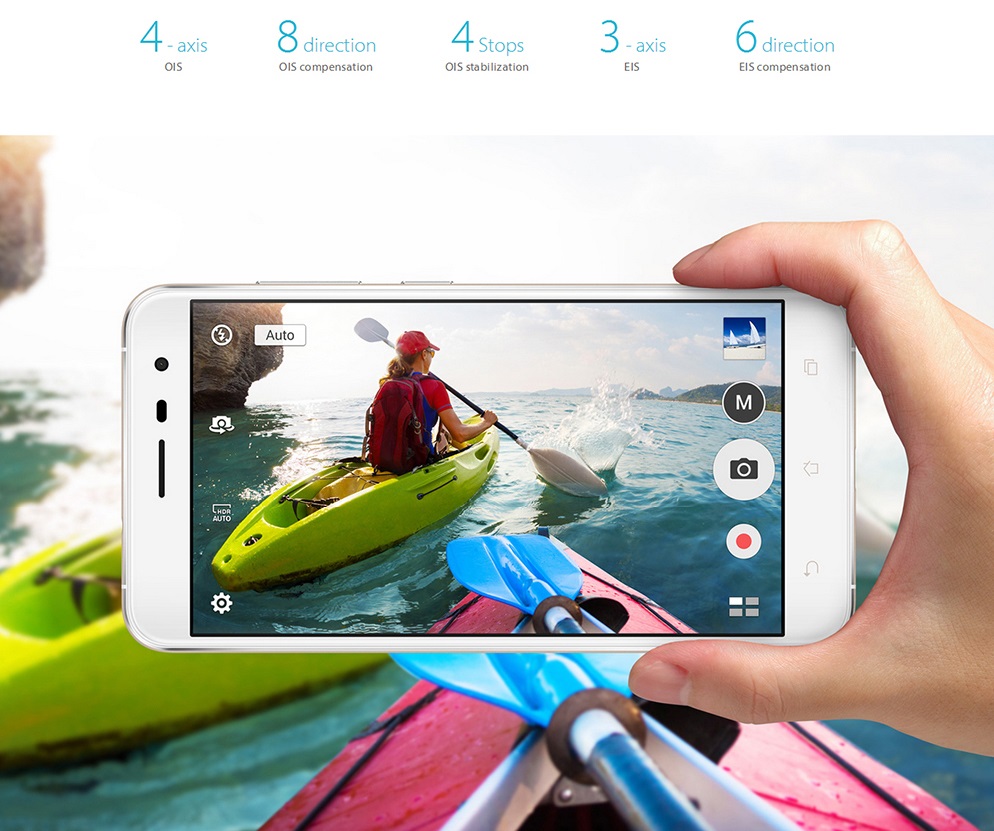 4 - axis
OIS
8 direction
OIS compensation
4 Stops
OIS stabilization
3 - axis
EIS
6 direction
EIS compensation
Auto
M
HDR
AUTO